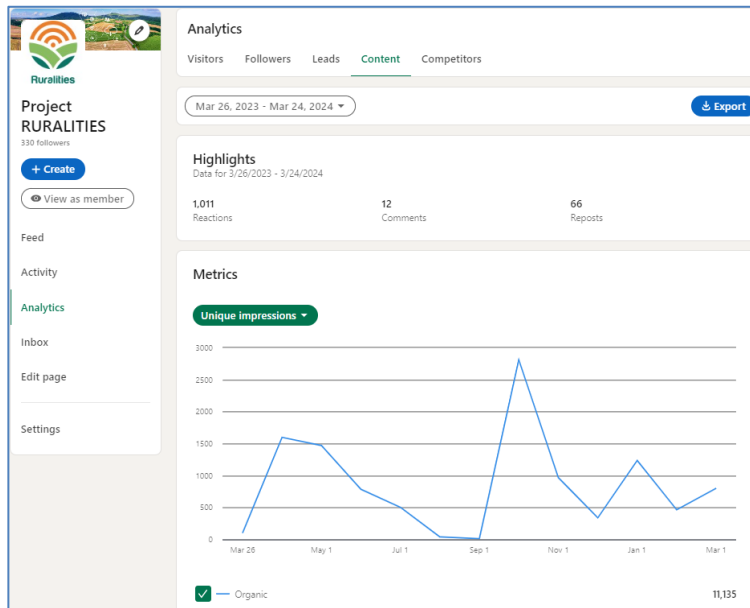 Ruralities
Project
RURALITIES
330 followers
+ Create
View as member
Feed
Activity
Analytics
Inbox
Edit page
Settings
Analytics
Visitors Followers Leads Content Competitors
Mar 26, 2023 - Mar 24, 2024
Export
Highlights
Data for 3/26/2023 - 3/24/2024
1,011 12 66
Reactions Comments Reposts
Metrics
Unique impressions
3000
2500
2000
1500
1000
500
0
Mar 26 May 1 Jul 1 Sep 1 Nov 1 Jan 1 Mar 1
Organic 11,135